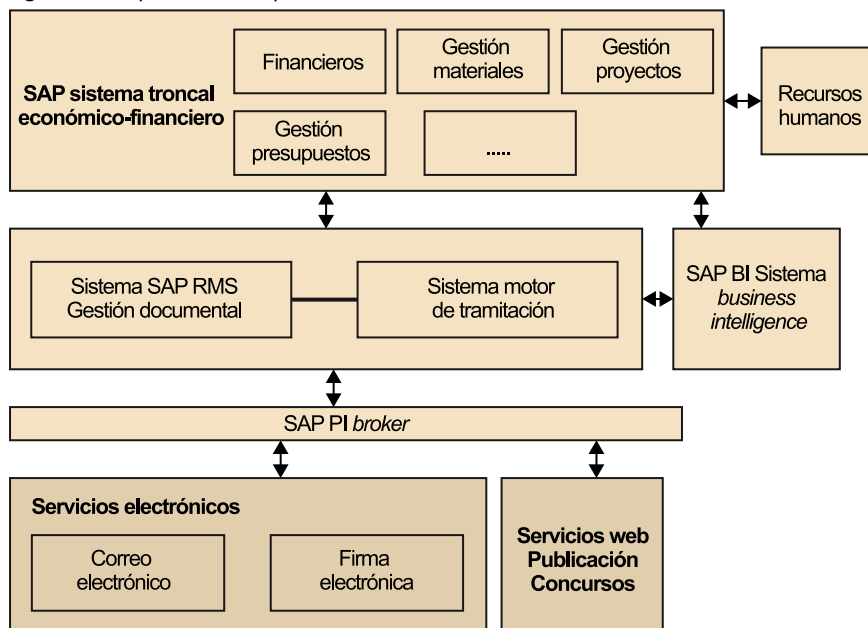 SAP sistema troncal
económico-financiero
Financieros
Gestión
materiales
Gestión
proyectos
Gestión
presupuestos
.....
Recursos
humanos
Sistema SAP RMS
Gestión documental
Sistema motor
de tramitación
SAP BI Sistema
business
intelligence
SAP PI broker
Servicios electrónicos
Correo
electrónico
Firma
electrónica
Servicios web
Publicación
Concursos